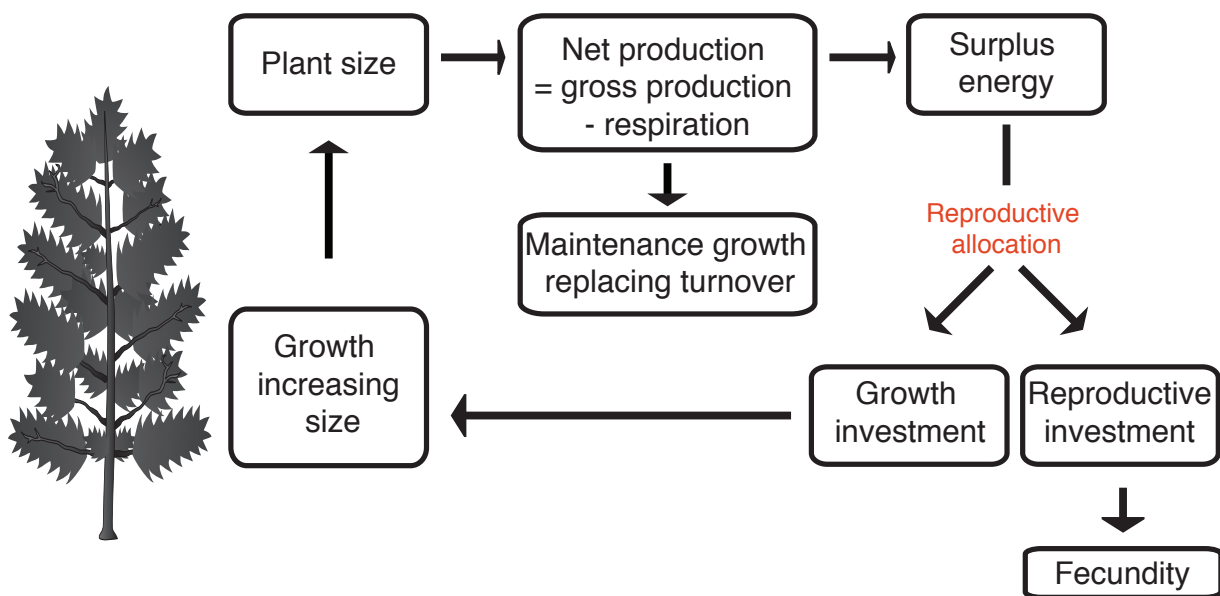 Plant size
Net production
= gross production
- respiration
Surplus
energy
Reproductive
allocation
Maintenance growth
replacing turnover
Growth
increasing
size
Growth
investment
Reproductive
investment
Fecundity